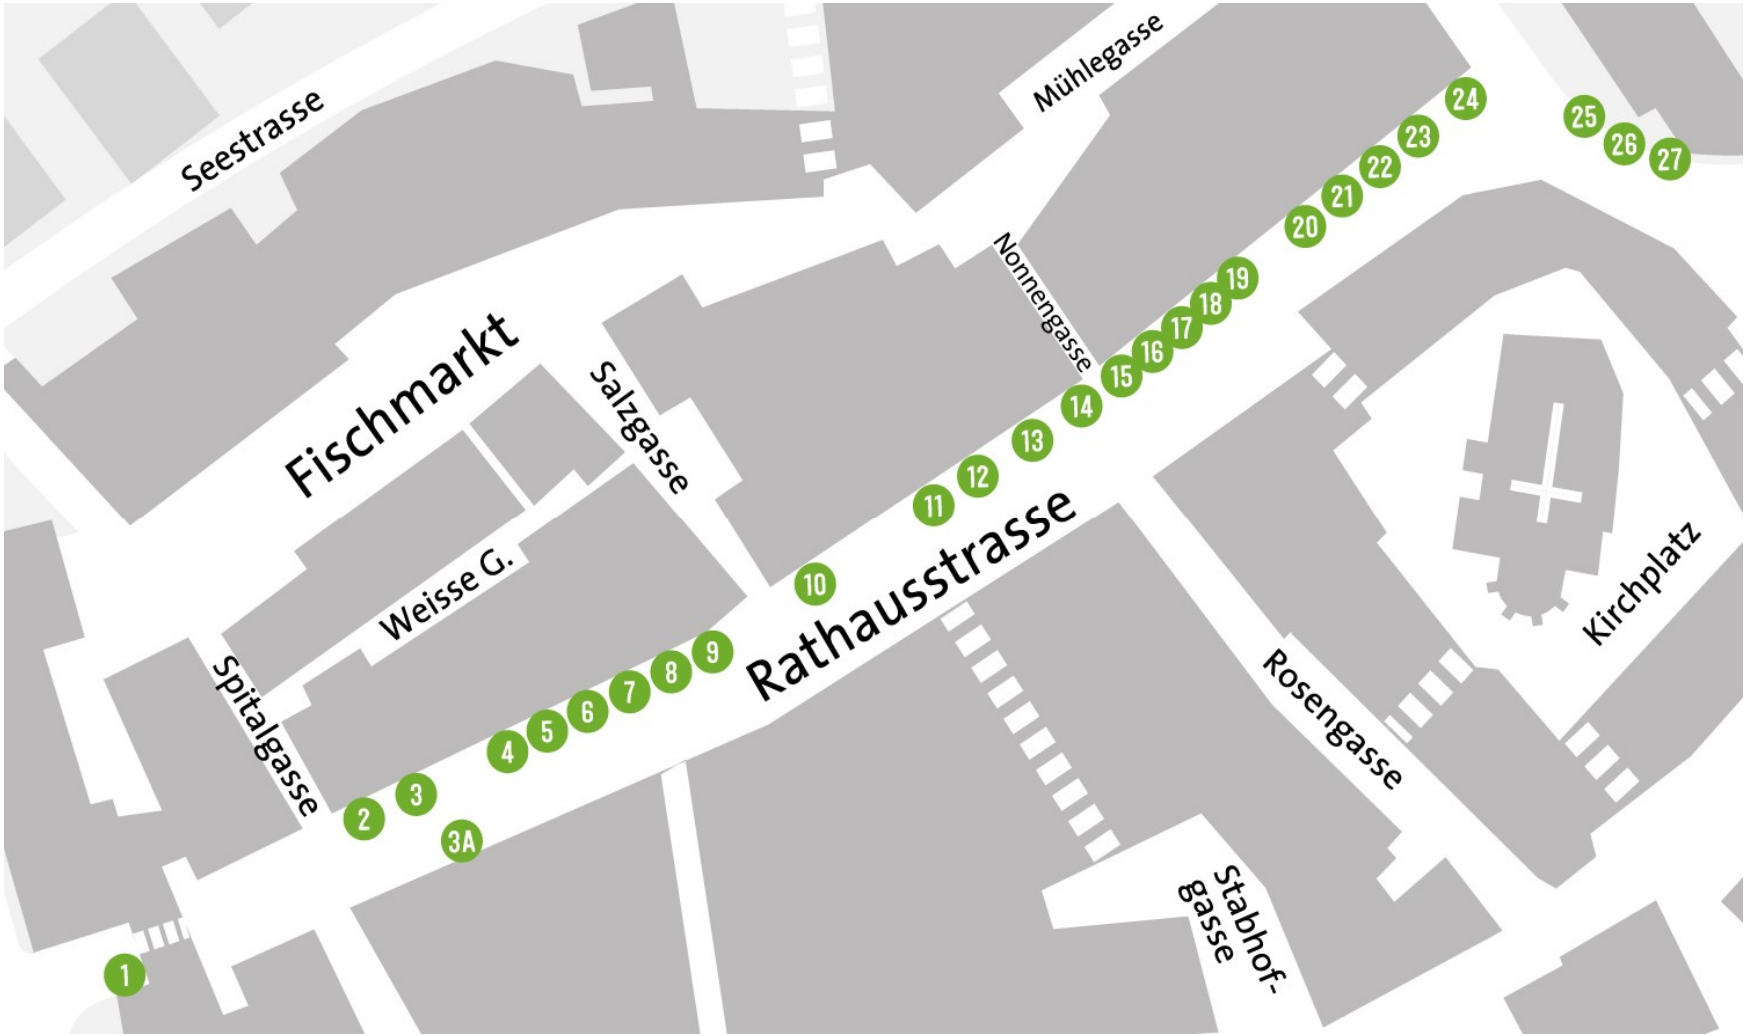 Mühlegasse
Seestrasse
24
25
23
26
27
22
21
20
Nonnengasse
19
18
17
16
15
14
Fischmarkt
Salzgasse
13
12
11
Rathausstrasse
10
Weisse G.
Kirchplatz
9
8
7
6
5
4
Spitalgasse
3
2
3A
Rosengasse
Stabhof-
gasse
1